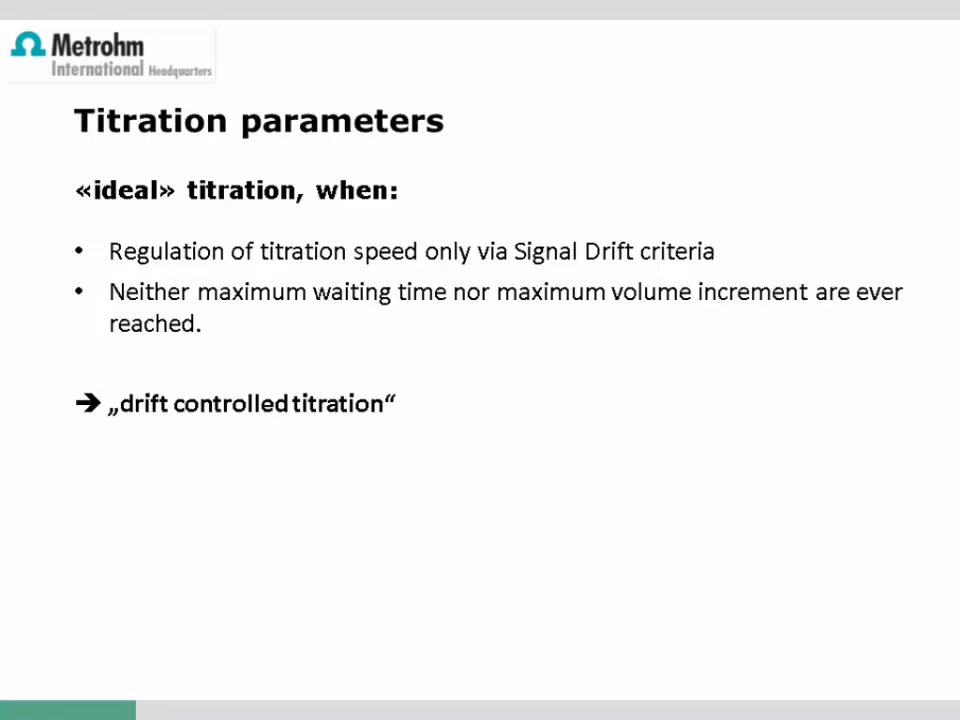 Metrohm
International Headquarters
Titration parameters
«ideal» titration, when:
• Regulation of titration speed only via Signal Drift criteria
• Neither maximum waiting time nor maximum volume increment are ever
reached.
➔ „drift controlled titration“